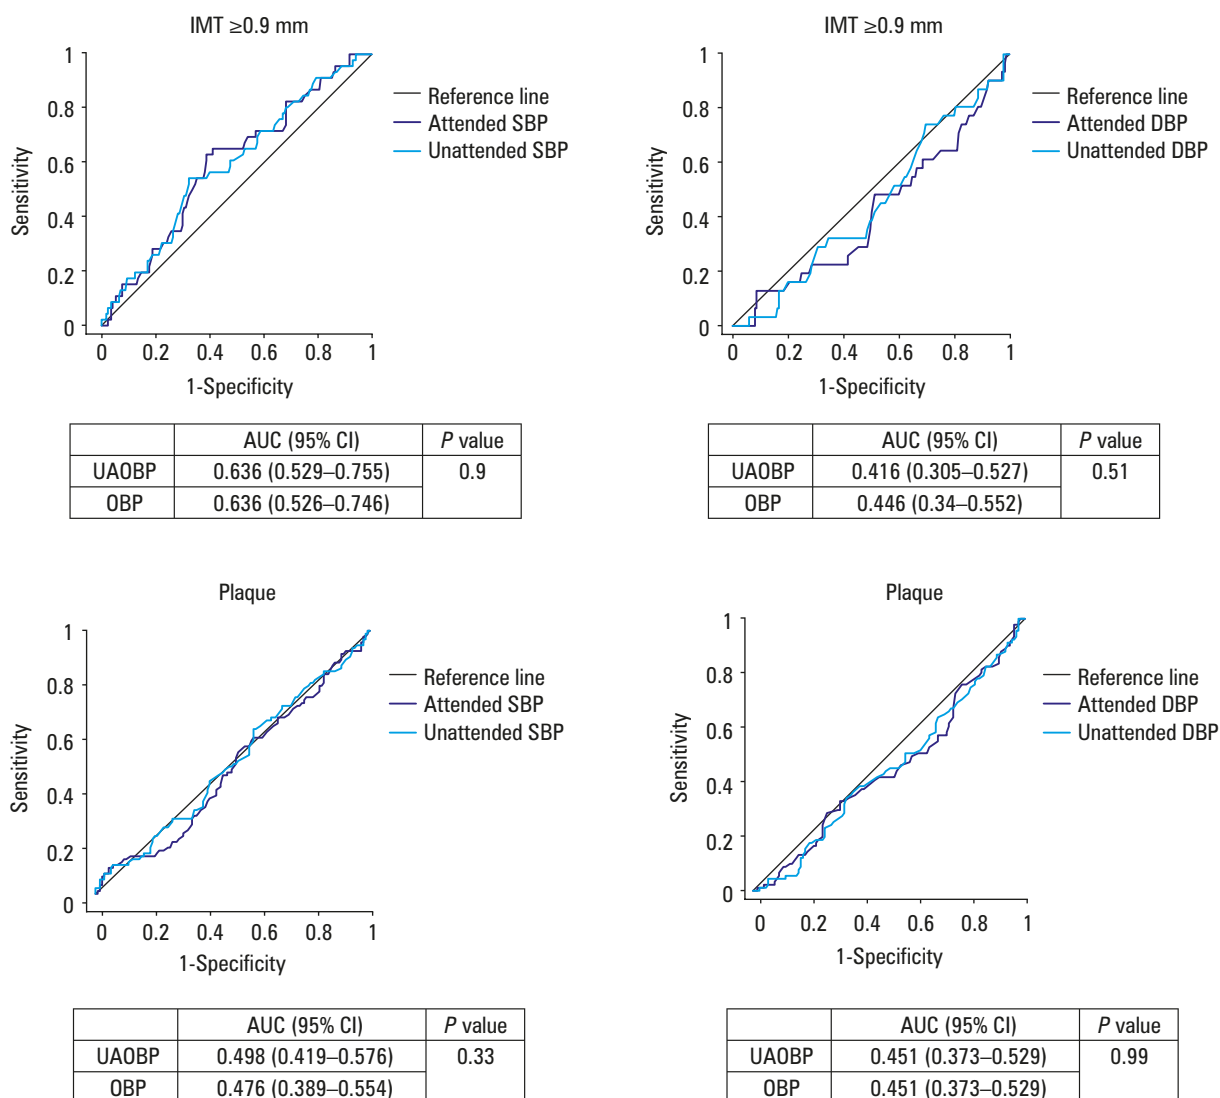 IMT ≥0.9 mm
1
0.8
0.6
0.4
0.2
0
Sensitivity
0 0.2 0.4 0.6 0.8 1
1-Specificity
Reference line
Attended SBP
Unattended SBP
AUC (95% CI) P value
UAOBP 0.636 (0.529–0.755) 0.9
OBP 0.636 (0.526–0.746)
IMT ≥0.9 mm
1
0.8
0.6
0.4
0.2
0
Sensitivity
0 0.2 0.4 0.6 0.8 1
1-Specificity
Reference line
Attended DBP
Unattended DBP
AUC (95% CI) P value
UAOBP 0.416 (0.305–0.527) 0.51
OBP 0.446 (0.34–0.552)
Plaque
1
0.8
0.6
0.4
0.2
0
Sensitivity
0 0.2 0.4 0.6 0.8 1
1-Specificity
Reference line
Attended SBP
Unattended SBP
AUC (95% CI) P value
UAOBP 0.498 (0.419–0.576) 0.33
OBP 0.476 (0.389–0.554)
Plaque
1
0.8
0.6
0.4
0.2
0
Sensitivity
0 0.2 0.4 0.6 0.8 1
1-Specificity
Reference line
Attended DBP
Unattended DBP
AUC (95% CI) P value
UAOBP 0.451 (0.373–0.529) 0.99
OBP 0.451 (0.373–0.529)